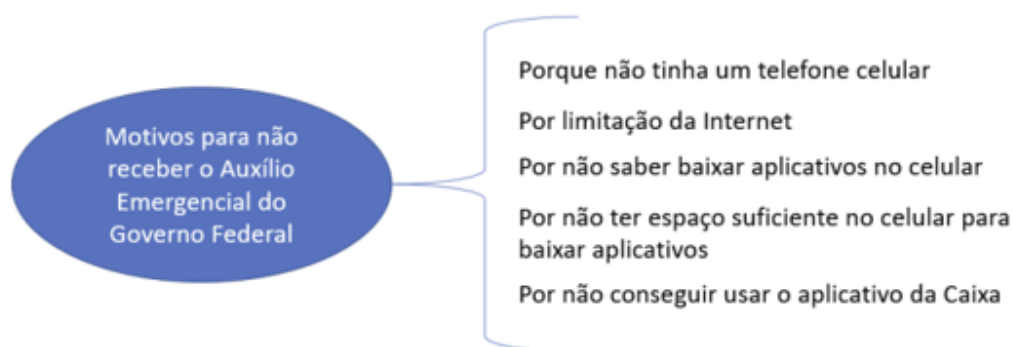 Motivos para não
receber o Auxílio
Emergencial do
Governo Federal
Porque não tinha um telefone celular
Por limitação da Internet
Por não saber baixar aplicativos no celular
Por não ter espaço suficiente no celular para
baixar aplicativos
Por não conseguir usar o aplicativo da Caixa